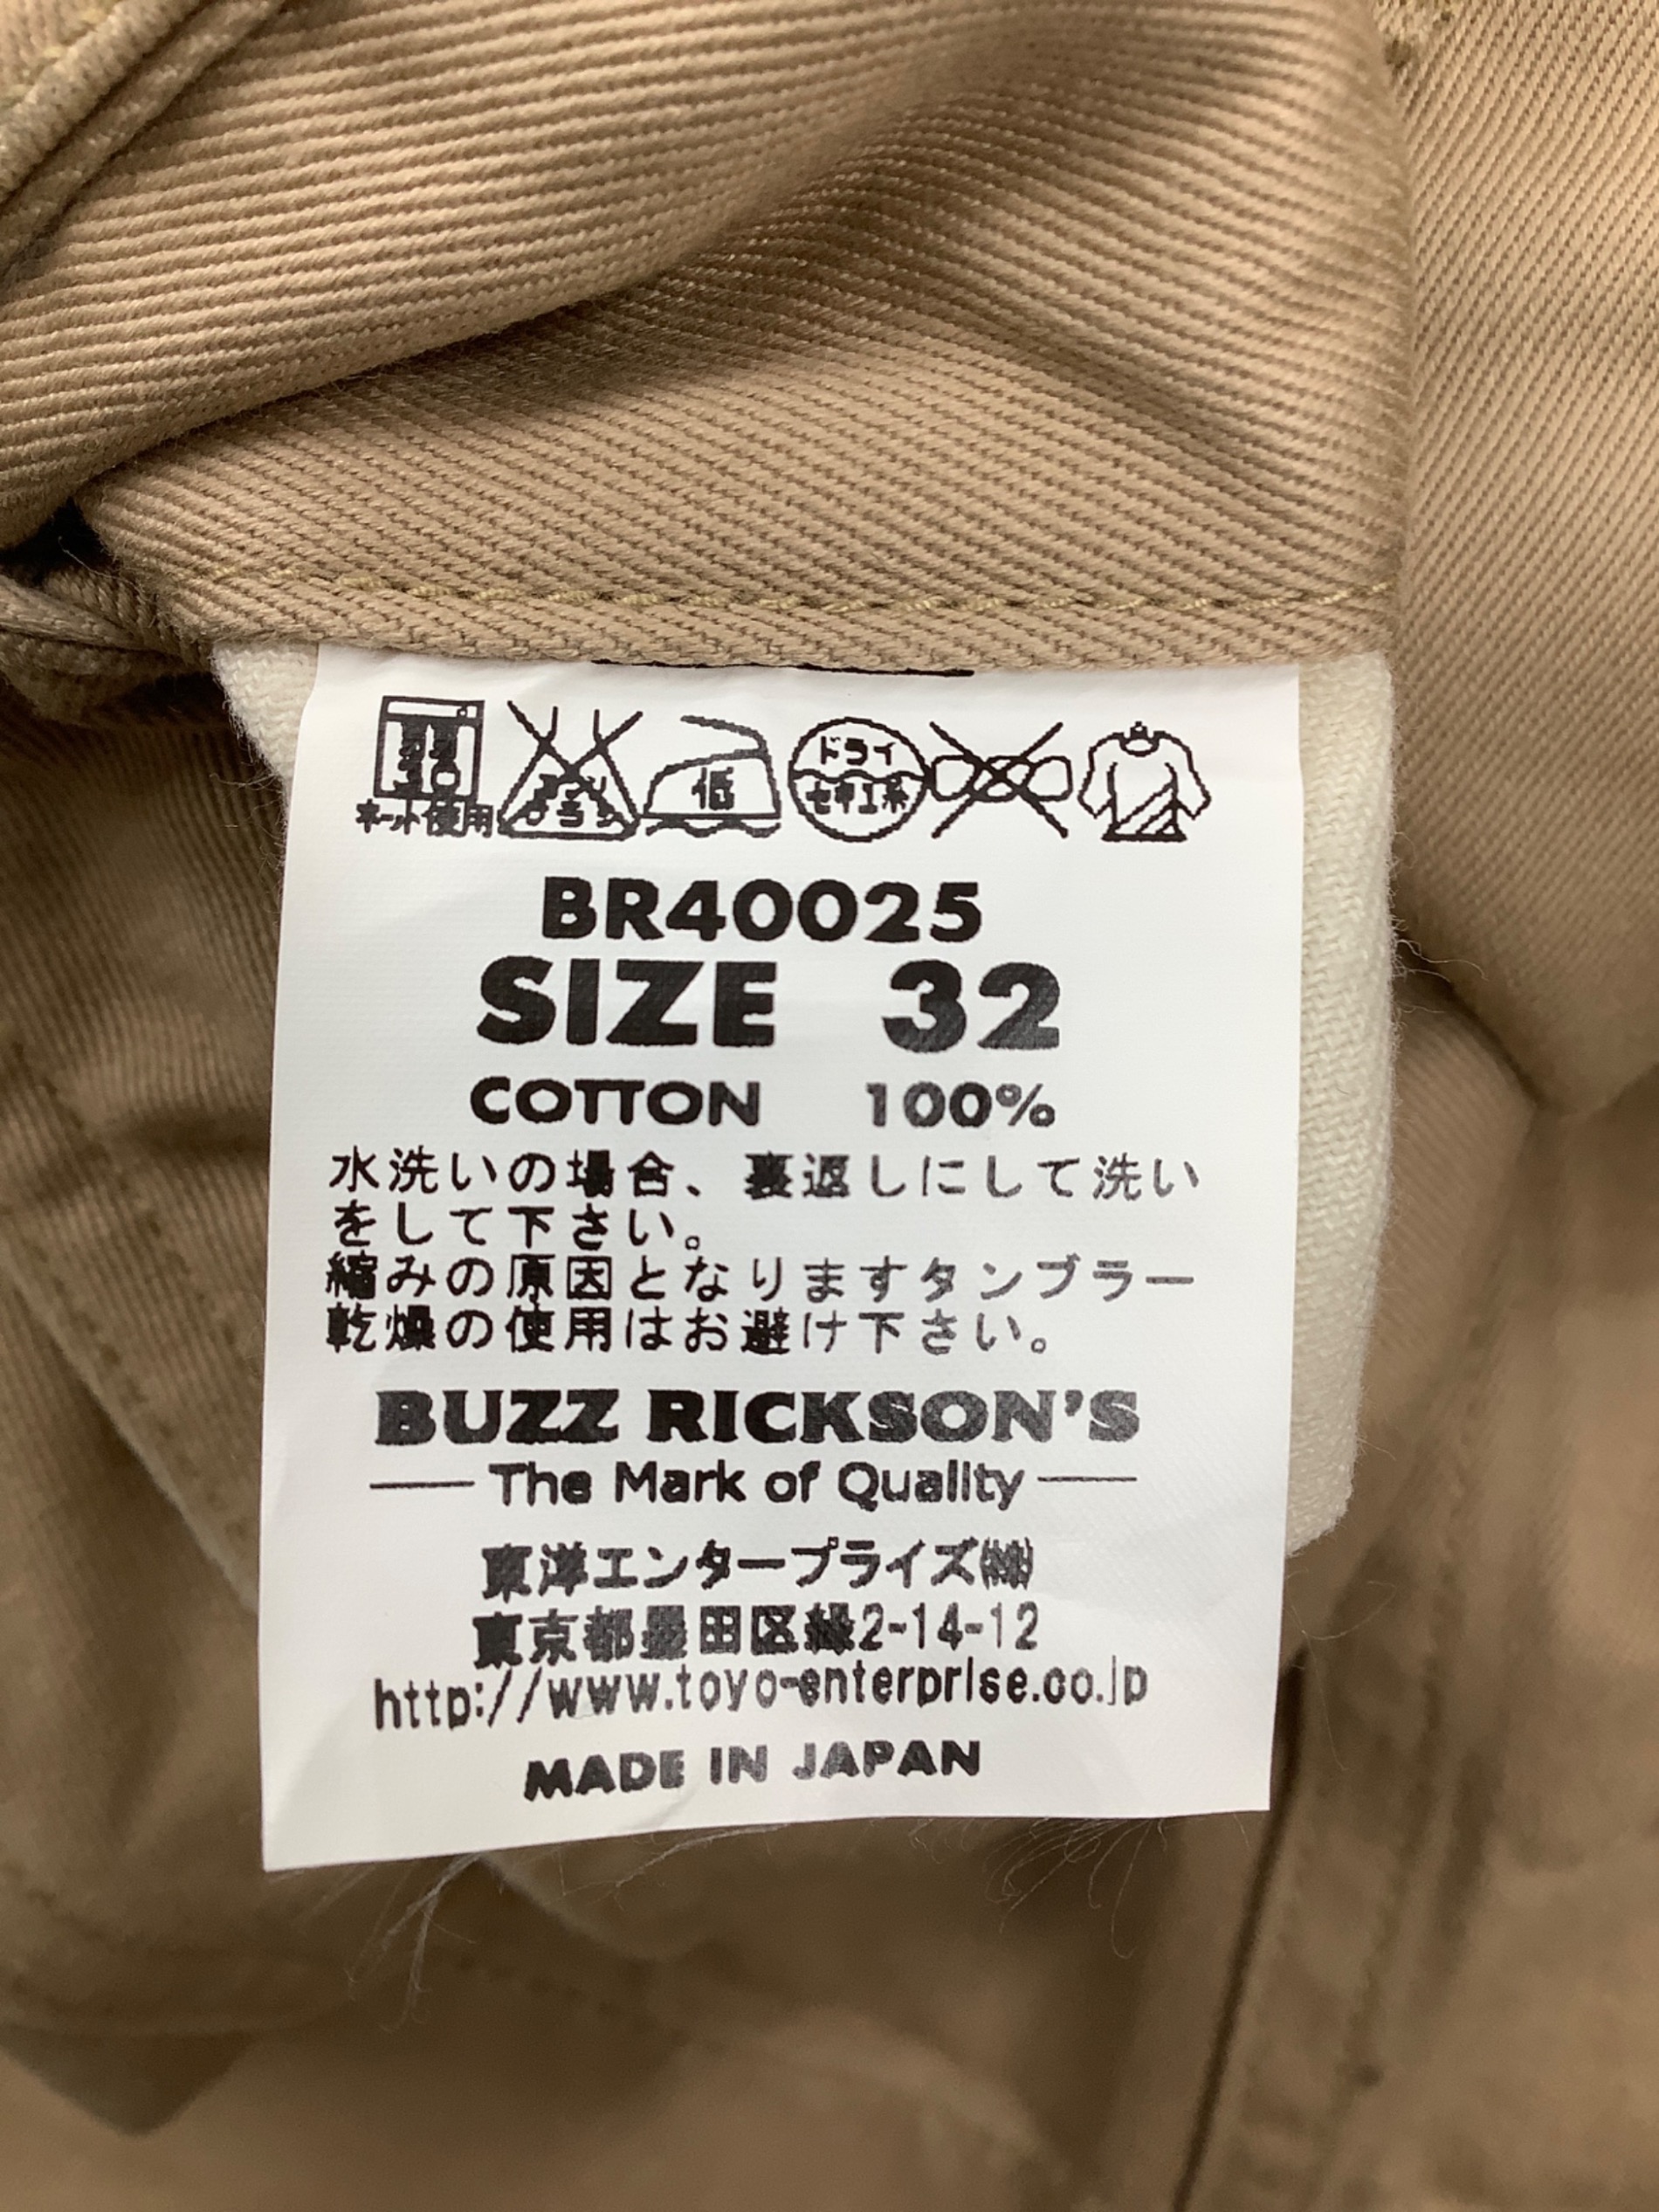 ネット使用
低
ドライ
セキユ系
BR40025
SIZE 32
COTTON 100%
水洗いの場合、裏返しにして洗い
をして下さい。
縮みの原因となりますタンブラー
乾燥の使用はお避け下さい。
BUZZ RICKSON'S
The Mark of Quality
東洋エンタープライズ㈱
東京都墨田区緑2-14-12
http://www.toyo-enterprise.co.jp
MADE IN JAPAN